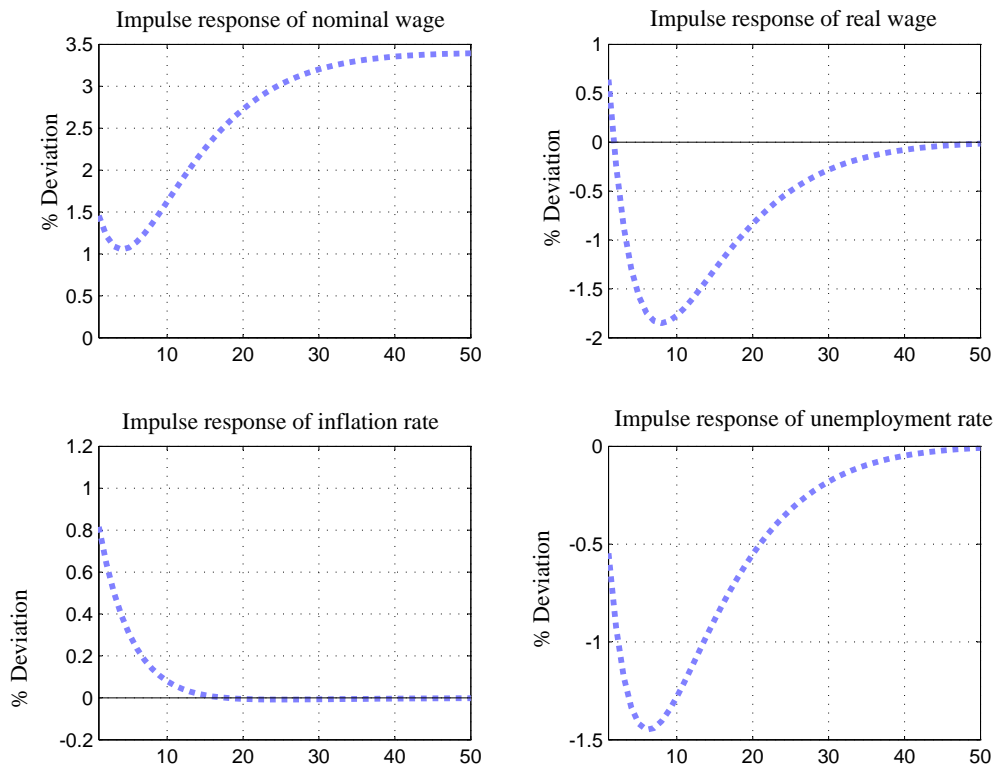 Impulse response of nominal wage
% Deviation
3.5
3
2.5
2
1.5
1
0.5
0
10 20 30 40 50
Impulse response of real wage
% Deviation
1
0.5
0
-0.5
-1
-1.5
-2
10 20 30 40 50
Impulse response of inflation rate
% Deviation
1.2
1
0.8
0.6
0.4
0.2
0
-0.2
10 20 30 40 50
Impulse response of unemployment rate
% Deviation
0
-0.5
-1
-1.5
10 20 30 40 50